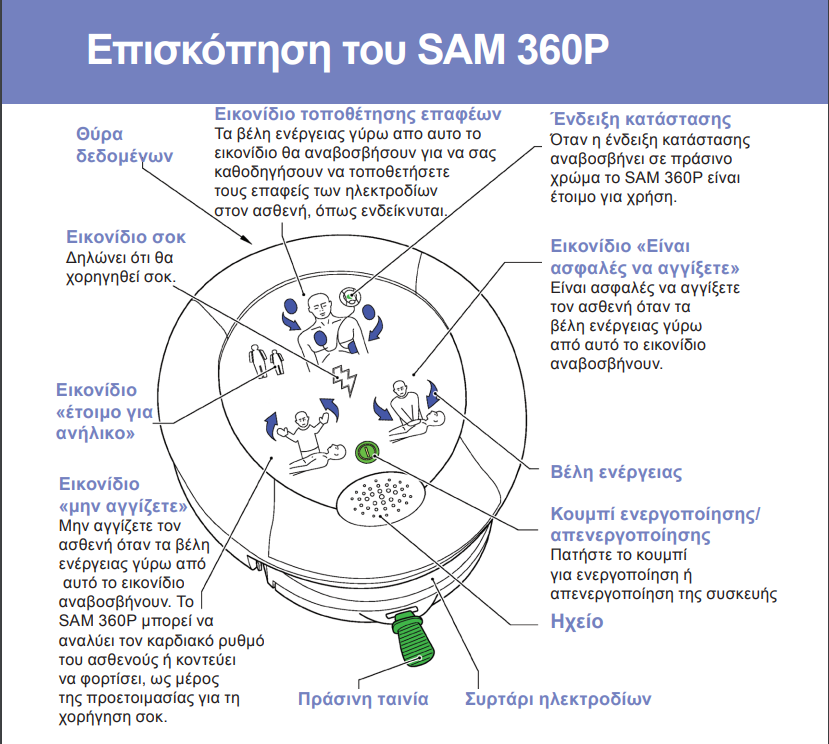 Επισκόπηση του SAM 360P
Θύρα
δεδομένων
Εικονίδιο τοποθέτησης επαφέων
Τα βέλη ενέργειας γύρω απο αυτο το
εικονίδιο θα αναβοσβήσουν για να σας
καθοδηγήσουν να τοποθετήσετε
τους επαφείς των ηλεκτροδίων
στον ασθενή, όπως ενδείκνυται.
Ένδειξη κατάστασης
Όταν η ένδειξη κατάστασης
αναβοσβήνει σε πράσινο
χρώμα το SAM 360P είναι
έτοιμο για χρήση.
Εικονίδιο σοκ
Δηλώνει ότι θα
χορηγηθεί σοκ.
Εικονίδιο «Είναι
ασφαλές να αγγίξετε»
Είναι ασφαλές να αγγίξετε
τον ασθενή όταν τα
βέλη ενέργειας γύρω
από αυτό το εικονίδιο
αναβοσβήνουν.
Εικονίδιο
«έτοιμο για
ανήλικο»
Βέλη ενέργειας
Εικονίδιο
«μην αγγίζετε»
Μην αγγίζετε τον
ασθενή όταν τα βέλη
ενέργειας γύρω από
αυτό το εικονίδιο
αναβοσβήνουν. Το
SAM 360P μπορεί να
αναλύει τον καρδιακό ρυθμό
του ασθενούς ή κοντεύει
να φορτίσει, ως μέρος
της προετοιμασίας για τη
χορήγηση σοκ.
Κουμπί ενεργοποίησης/
απενεργοποίησης
Πατήστε το κουμπί
για ενεργοποίηση ή
απενεργοποίηση της συσκευής
Ηχείο
Πράσινη ταινία
Συρτάρι ηλεκτροδίων